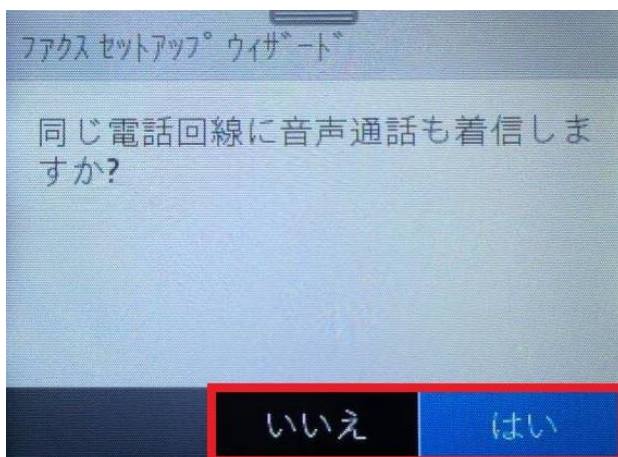 ファクス セットアップ ウィザード
同じ電話回線に音声通話も着信しま
すか?
いいえ
はい